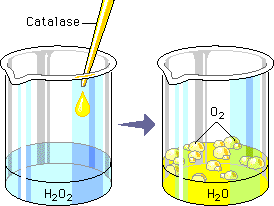 Catalase
O₂
H₂O₂
H₂O